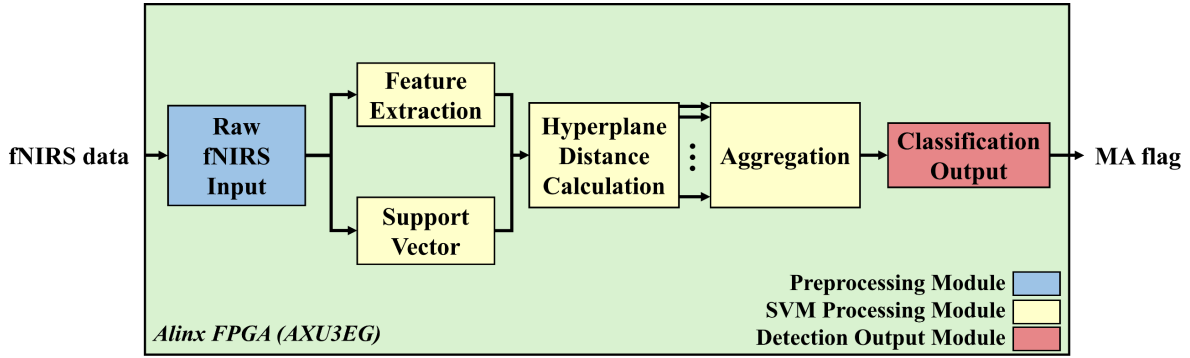 fNIRS data
Raw
fNIRS
Input
Feature
Extraction
Support
Vector
Hyperplane
Distance
Calculation
Aggregation
Classification
Output
MA flag
Preprocessing Module
SVM Processing Module
Detection Output Module
Alinx FPGA (AXU3EG)